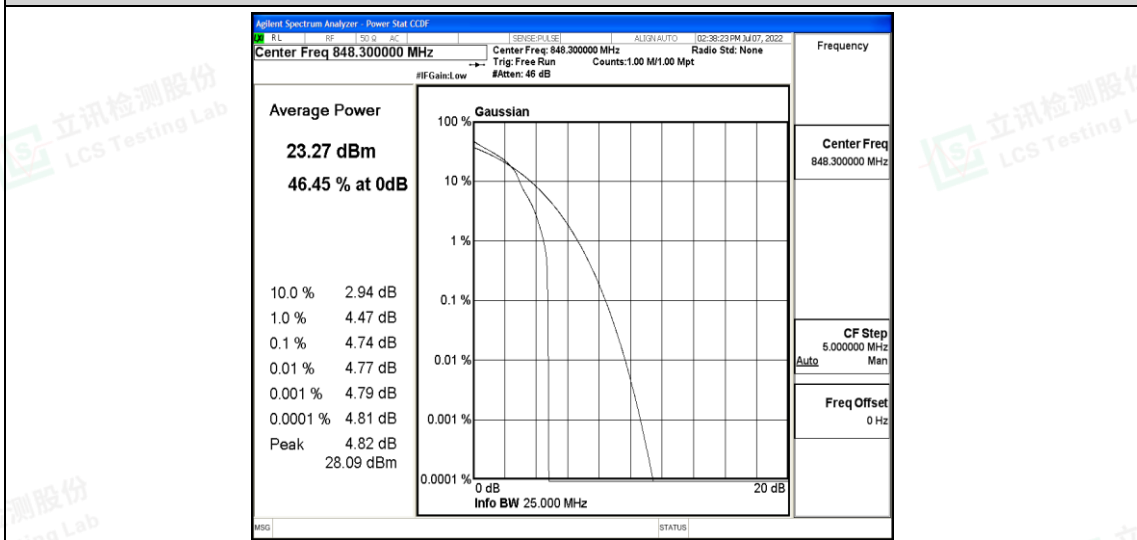 Agilent Spectrum Analyzer - Power Stat CCDF
LXI RL RF 50 Ω AC SENSE:PULSE ALIGNAUTO 02:38:23 PM Jul 07, 2022
Center Freq 848.300000 MHz
Center Freq: 848.300000 MHz Radio Std: None
Trig: Free Run Counts:1.00 M/1.00 Mpt
#IFGain:Low #Atten: 46 dB
Frequency
Average Power
23.27 dBm
46.45 % at 0dB
10.0 % 2.94 dB
1.0 % 4.47 dB
0.1 % 4.74 dB
0.01 % 4.77 dB
0.001 % 4.79 dB
0.0001 % 4.81 dB
Peak 4.82 dB
28.09 dBm
Gaussian
100 %
10 %
1 %
0.1 %
0.01 %
0.001 %
0.0001 %
0 dB 20 dB
Info BW 25.000 MHz
Center Freq
848.300000 MHz
CF Step
5.000000 MHz
Auto Man
Freq Offset
0 Hz
MSG STATUS
立讯检测股份
LCS Testing Lab
立讯检测股份
LCS Testing L
测股份
ing Lab
立